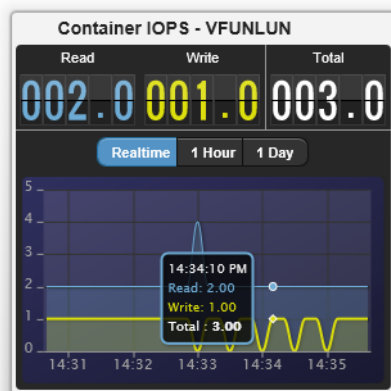 Container IOPS - VFUNLUN
Read Write Total
002.0 001.0 003.0
Realtime 1 Hour 1 Day
5
4
3
2
1
0
14:34:10 PM
Read: 2.00
Write: 1.00
Total : 3.00
14:31 14:32 14:33 14:34 14:35